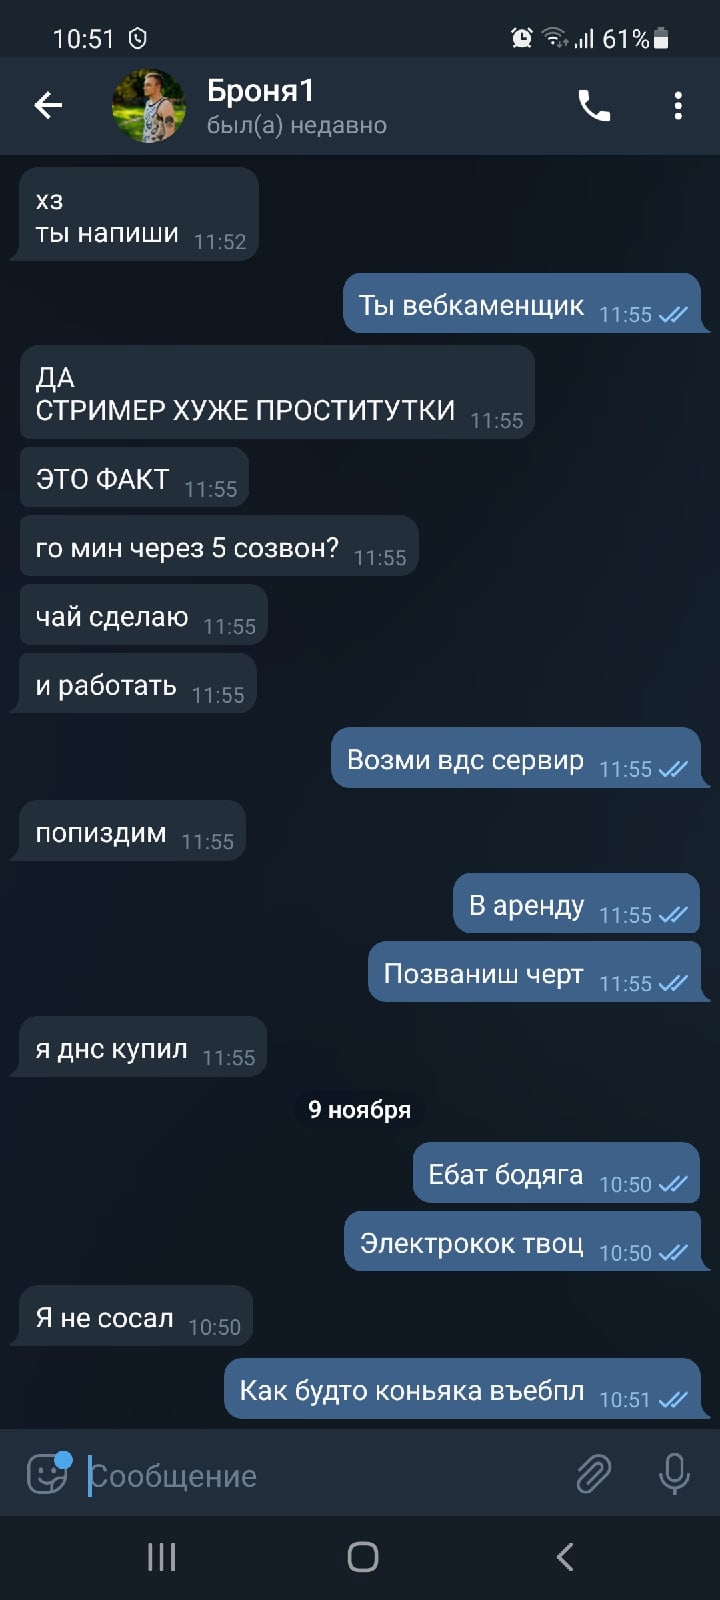 10:51
61%
Броня1
был(а) недавно
хз
ты напиши 11:52
Ты вебкаменщик 11:55
ДА
СТРИМЕР ХУЖЕ ПРОСТИТУТКИ 11:55
ЭТО ФАКТ 11:55
го мин через 5 созвон? 11:55
чай сделаю 11:55
и работать 11:55
Возми вдс сервир 11:55
попиздим 11:55
В аренду 11:55
Позваниш черт 11:55
я днс купил 11:55
9 ноября
Ебат бодяга 10:50
Электрокок твоц 10:50
Я не сосал 10:50
Как будто коньяка въебпл 10:51
Сообщение